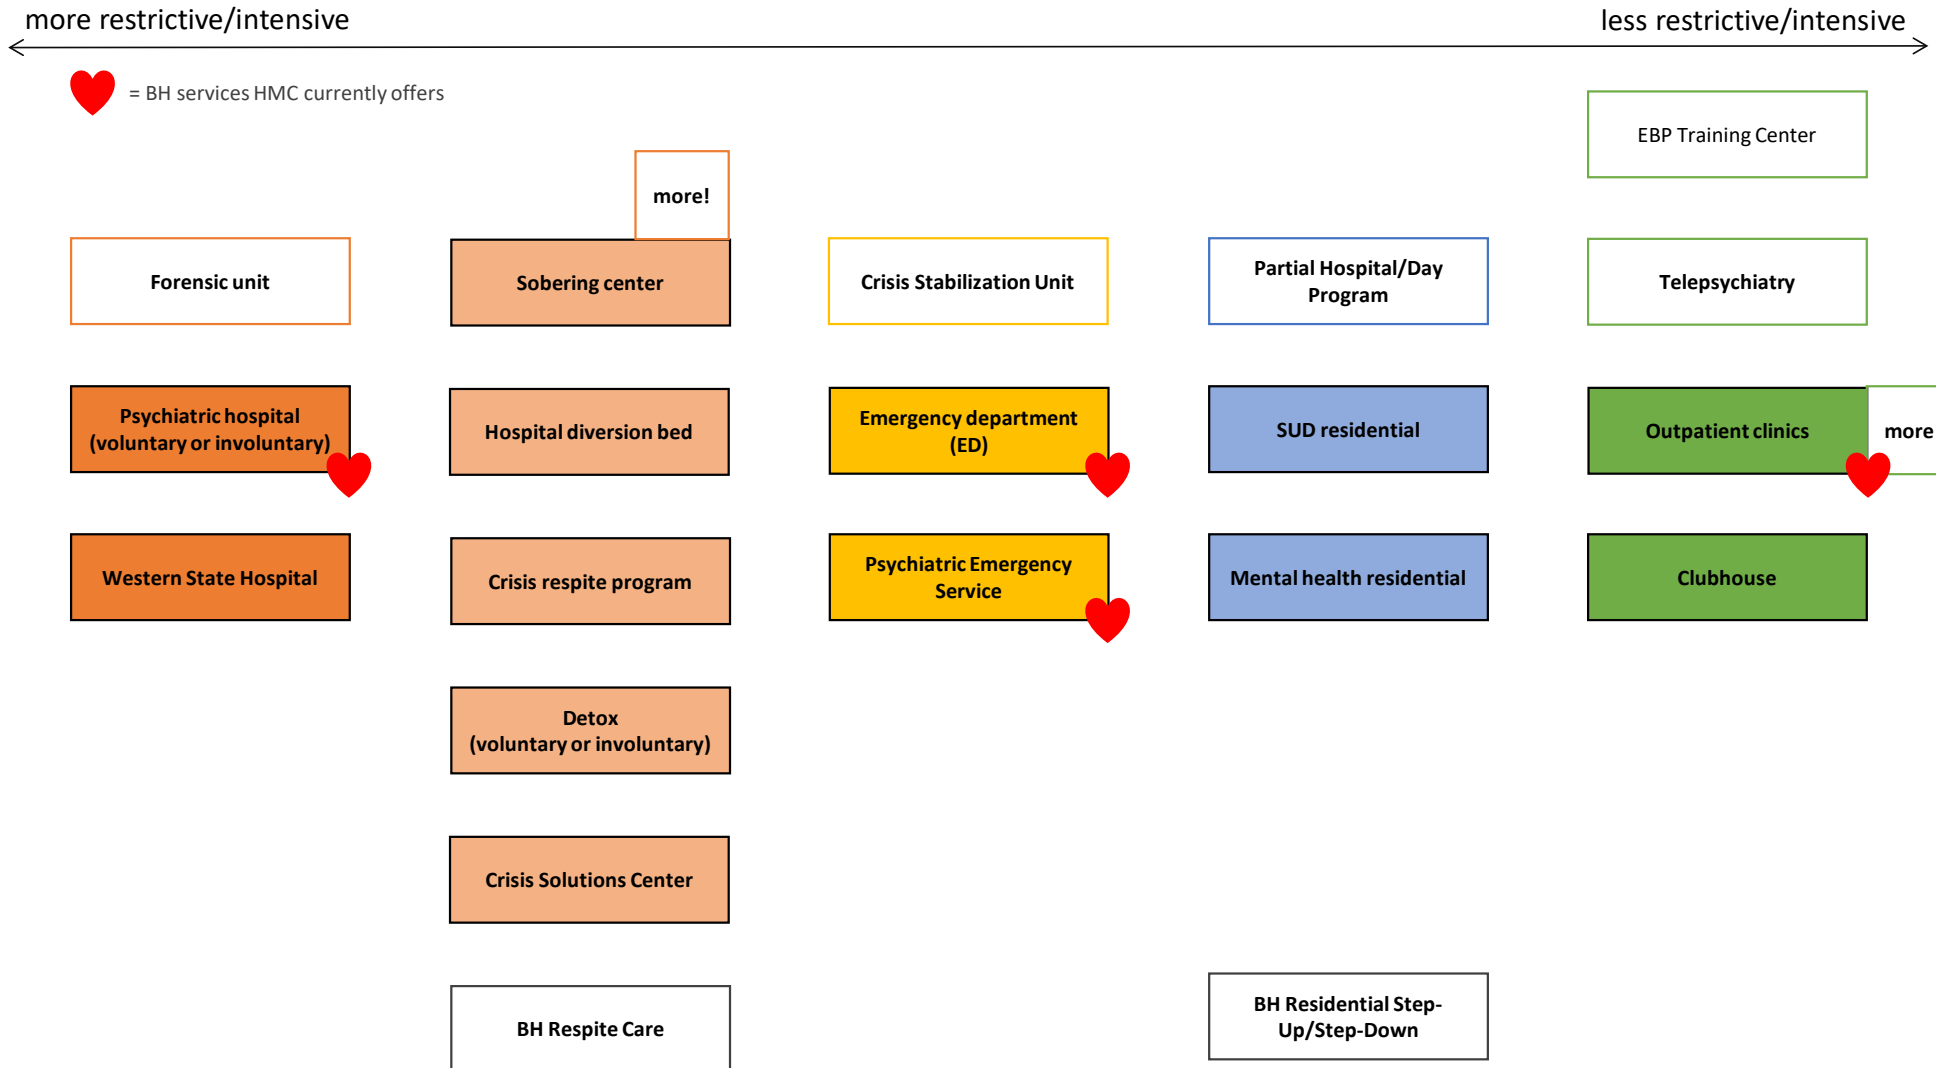 more restrictive/intensive
less restrictive/intensive
= BH services HMC currently offers
EBP Training Center
more!
Forensic unit
Sobering center
Crisis Stabilization Unit
Partial Hospital/Day
Program
Telepsychiatry
Psychiatric hospital
(voluntary or involuntary)
Hospital diversion bed
Emergency department
(ED)
SUD residential
Outpatient clinics
more
Western State Hospital
Crisis respite program
Psychiatric Emergency
Service
Mental health residential
Clubhouse
Detox
(voluntary or involuntary)
Crisis Solutions Center
BH Respite Care
BH Residential Step-
Up/Step-Down